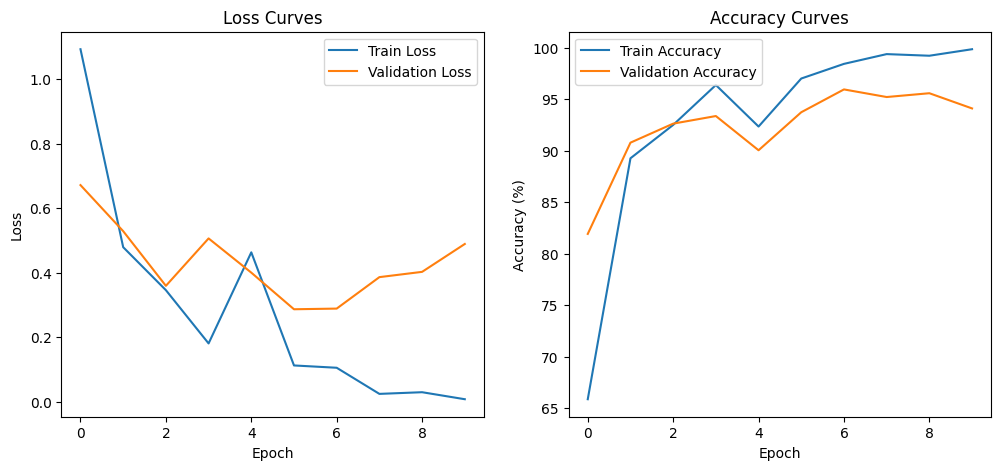 Loss Curves
Train Loss
Validation Loss
Loss
1.0
0.8
0.6
0.4
0.2
0.0
0 2 4 6 8
Epoch
Accuracy Curves
Train Accuracy
Validation Accuracy
Accuracy (%)
100
95
90
85
80
75
70
65
0 2 4 6 8
Epoch